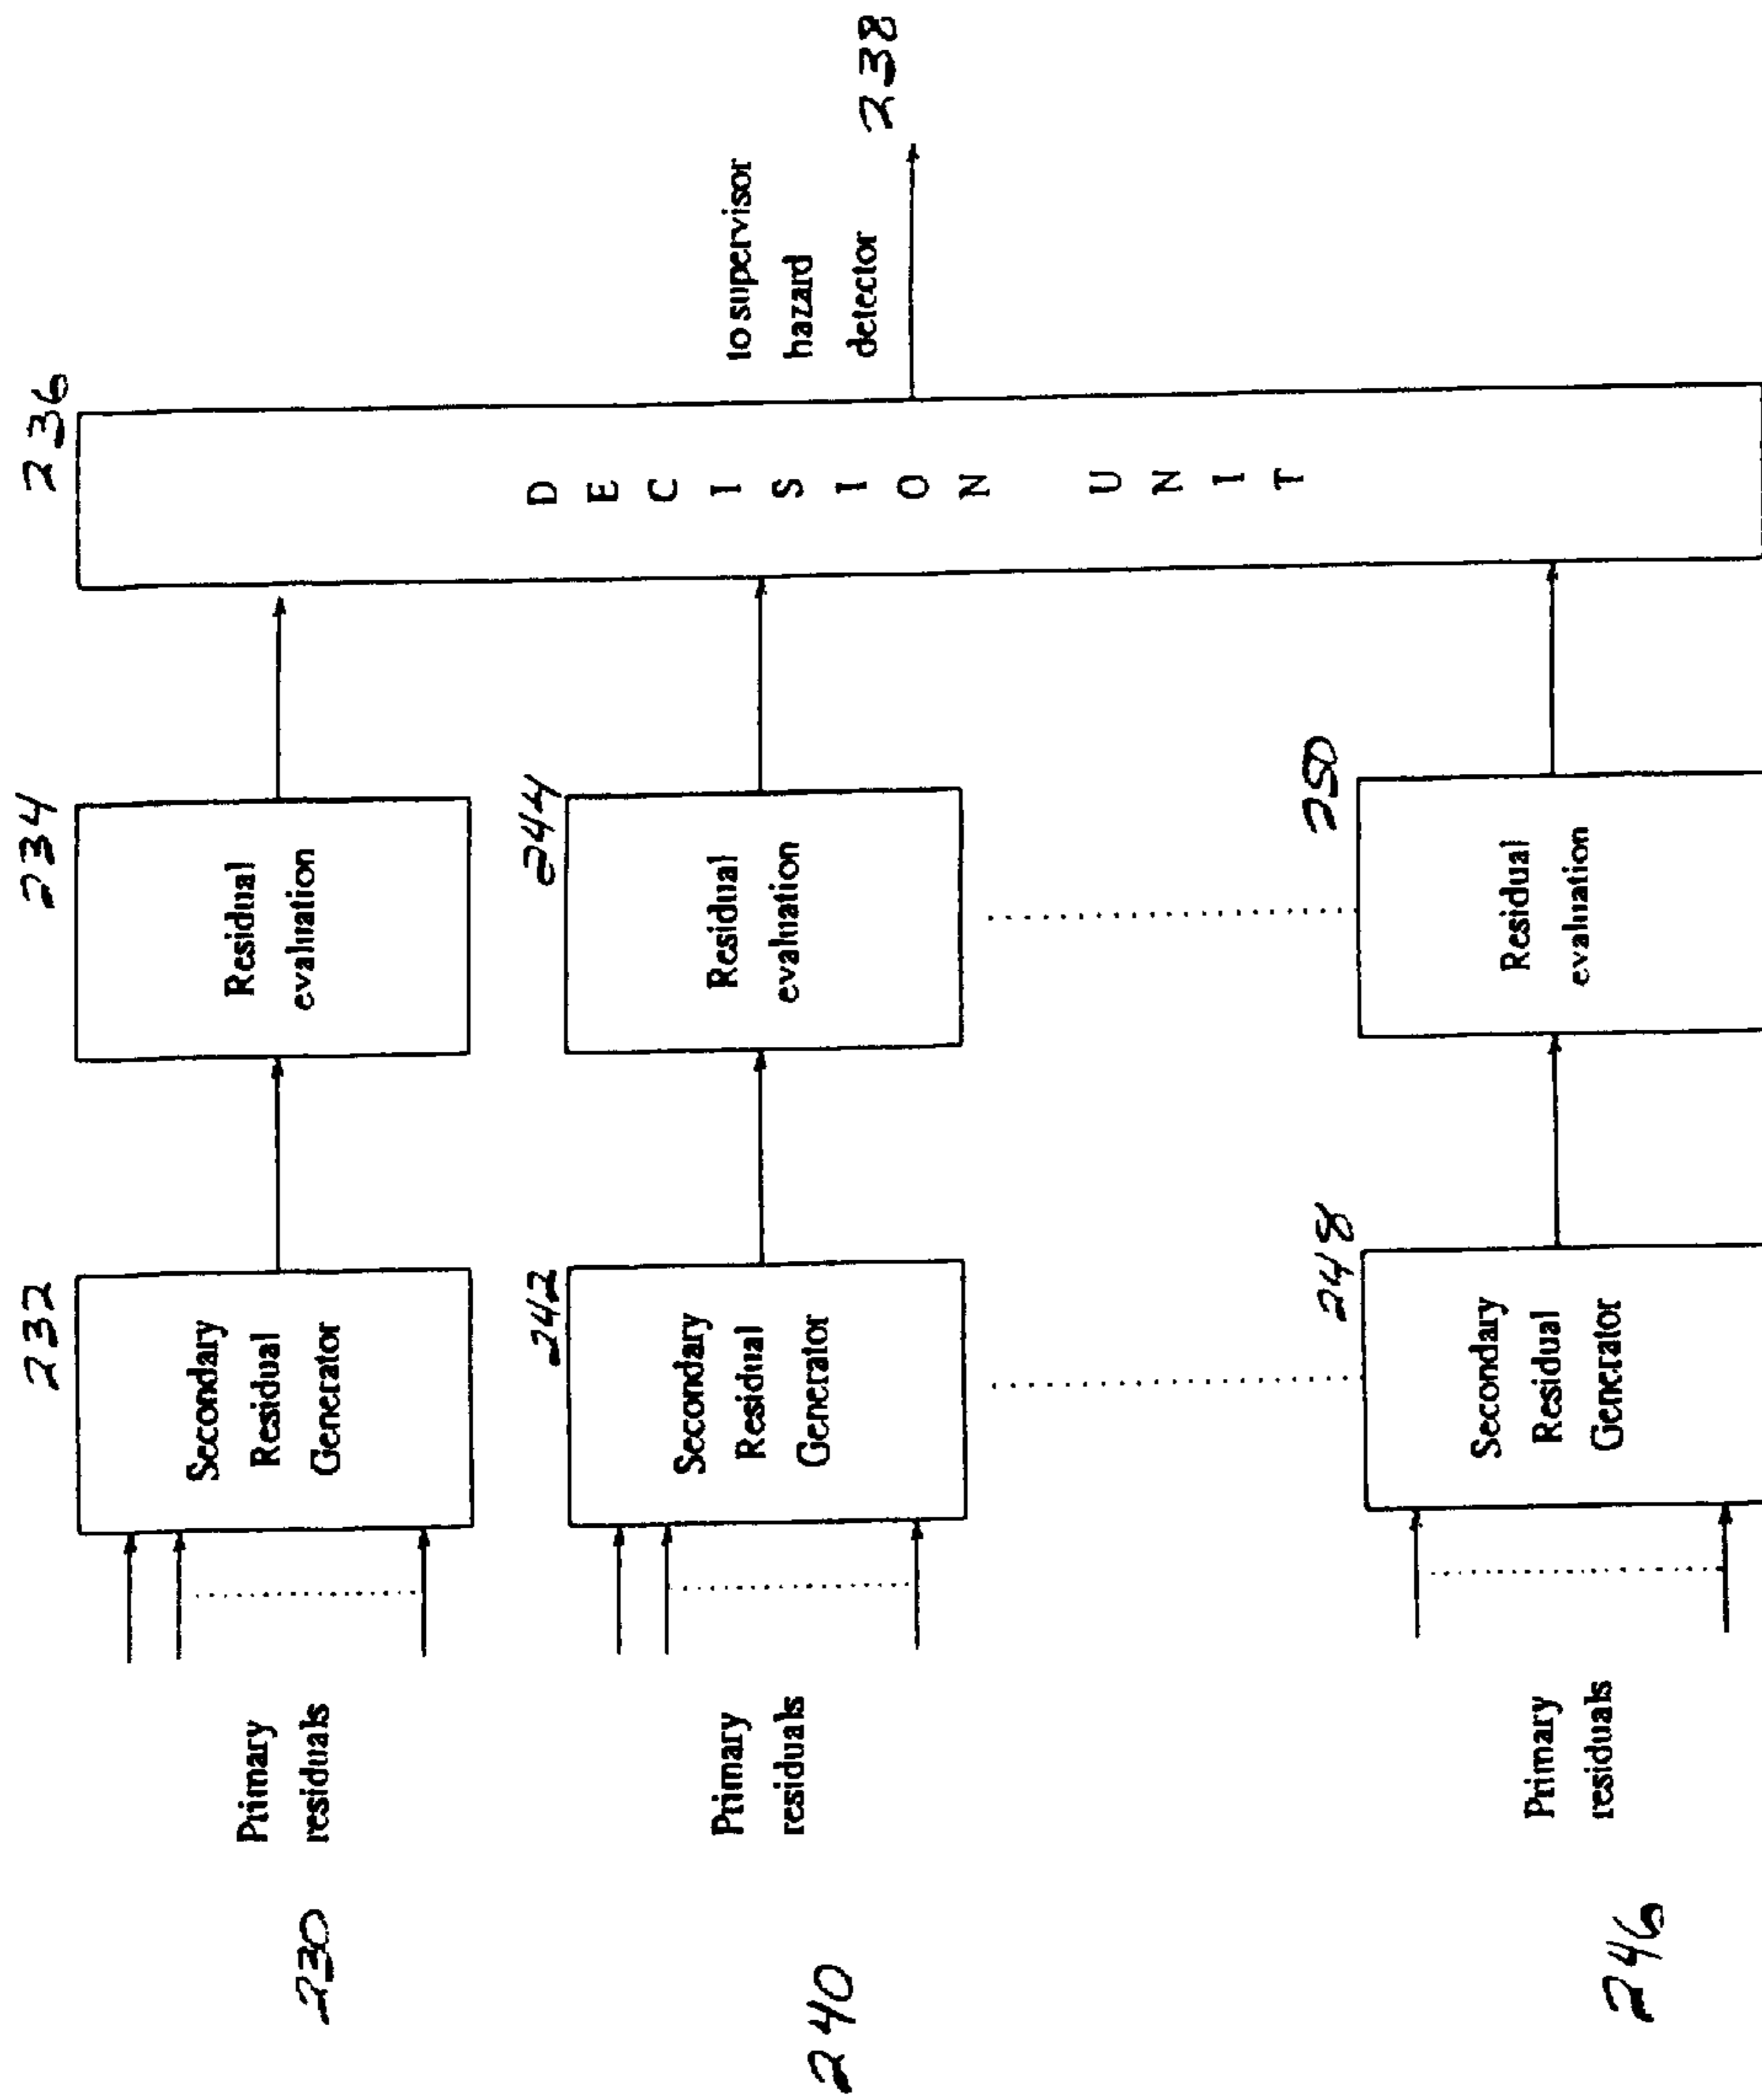 230
Primary
residuals
232
Secondary
Residual
Generator
234
Residual
evaluation
236
DECISION UNIT
to supervisor
hazard
detector
238
240
Primary
residuals
242
Secondary
Residual
Generator
244
Residual
evaluation
246
Primary
residuals
248
Secondary
Residual
Generator
250
Residual
evaluation